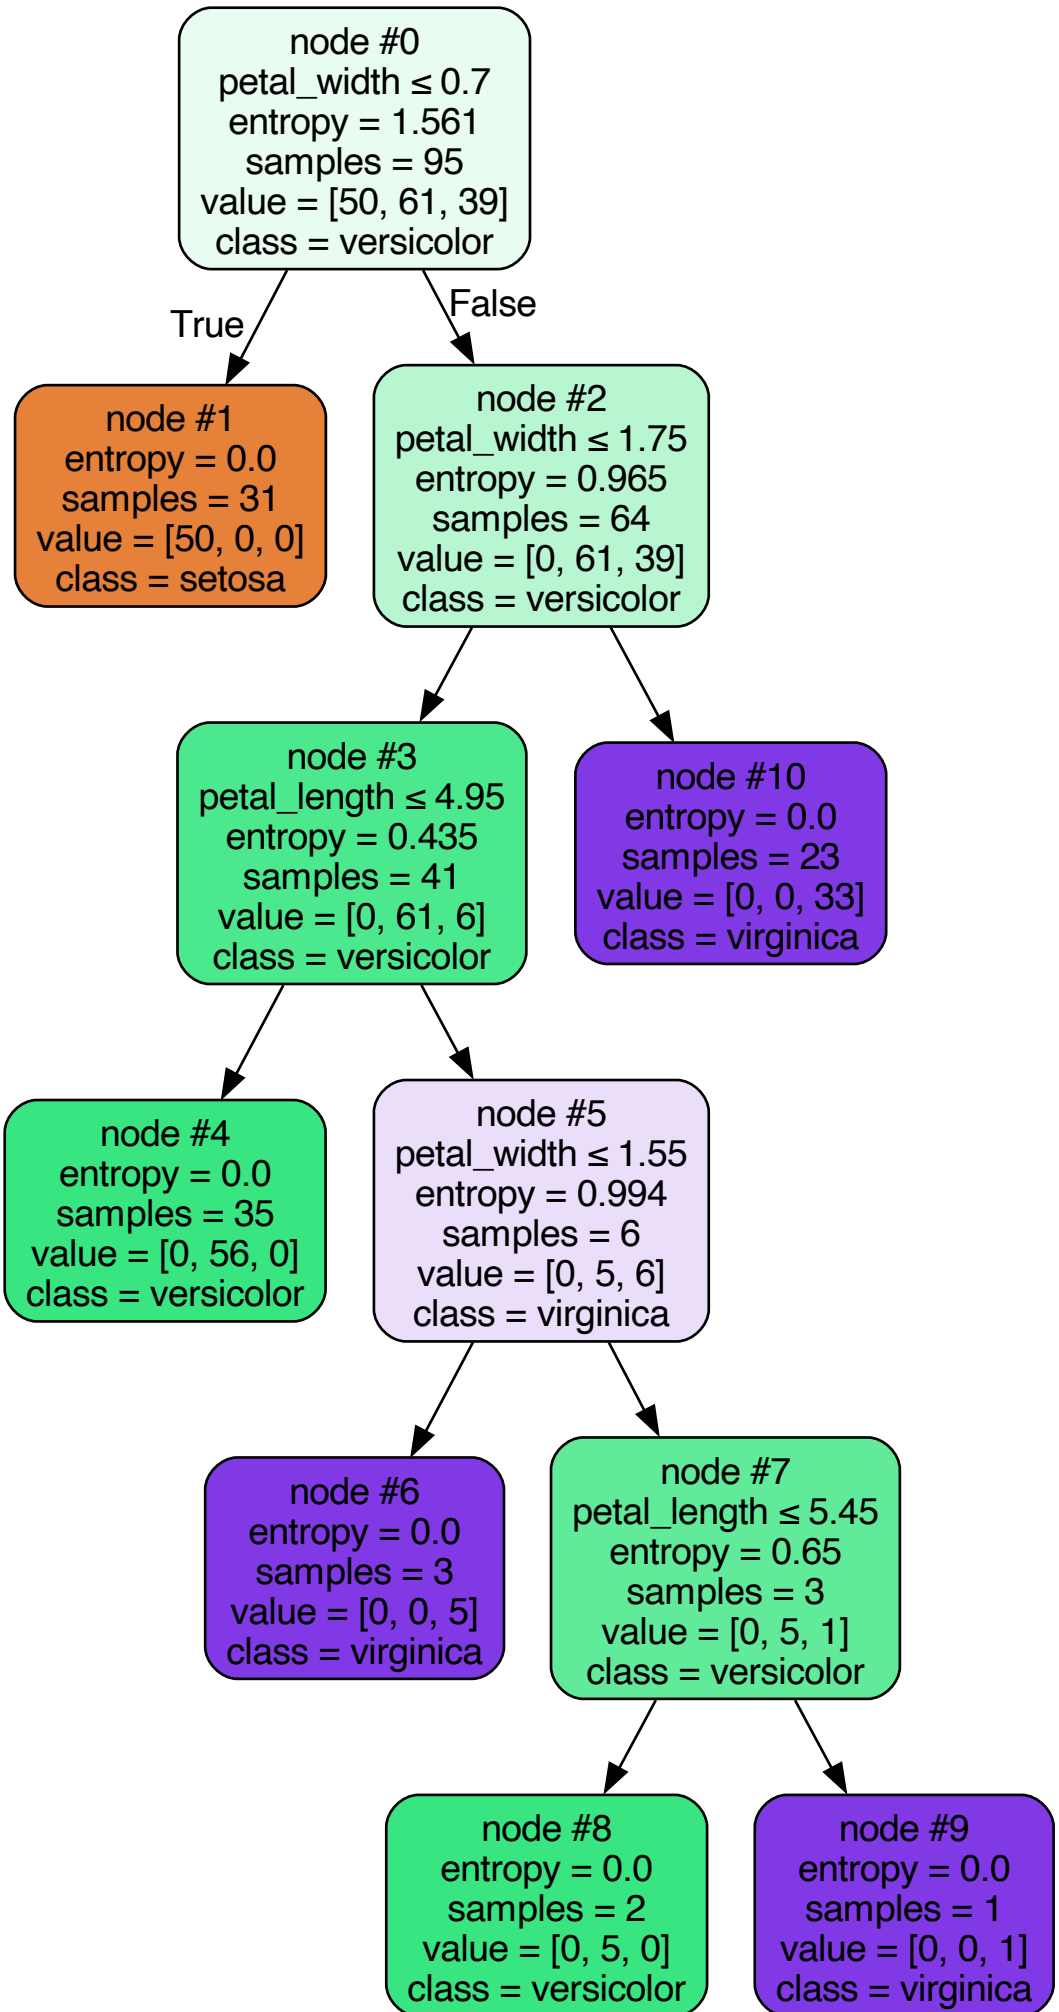 node #0
petal_width ≤ 0.7
entropy = 1.561
samples = 95
value = [50, 61, 39]
class = versicolor
True
False
node #1
entropy = 0.0
samples = 31
value = [50, 0, 0]
class = setosa
node #2
petal_width ≤ 1.75
entropy = 0.965
samples = 64
value = [0, 61, 39]
class = versicolor
node #3
petal_length ≤ 4.95
entropy = 0.435
samples = 41
value = [0, 61, 6]
class = versicolor
node #10
entropy = 0.0
samples = 23
value = [0, 0, 33]
class = virginica
node #4
entropy = 0.0
samples = 35
value = [0, 56, 0]
class = versicolor
node #5
petal_width ≤ 1.55
entropy = 0.994
samples = 6
value = [0, 5, 6]
class = virginica
node #6
entropy = 0.0
samples = 3
value = [0, 0, 5]
class = virginica
node #7
petal_length ≤ 5.45
entropy = 0.65
samples = 3
value = [0, 5, 1]
class = versicolor
node #8
entropy = 0.0
samples = 2
value = [0, 5, 0]
class = versicolor
node #9
entropy = 0.0
samples = 1
value = [0, 0, 1]
class = virginica